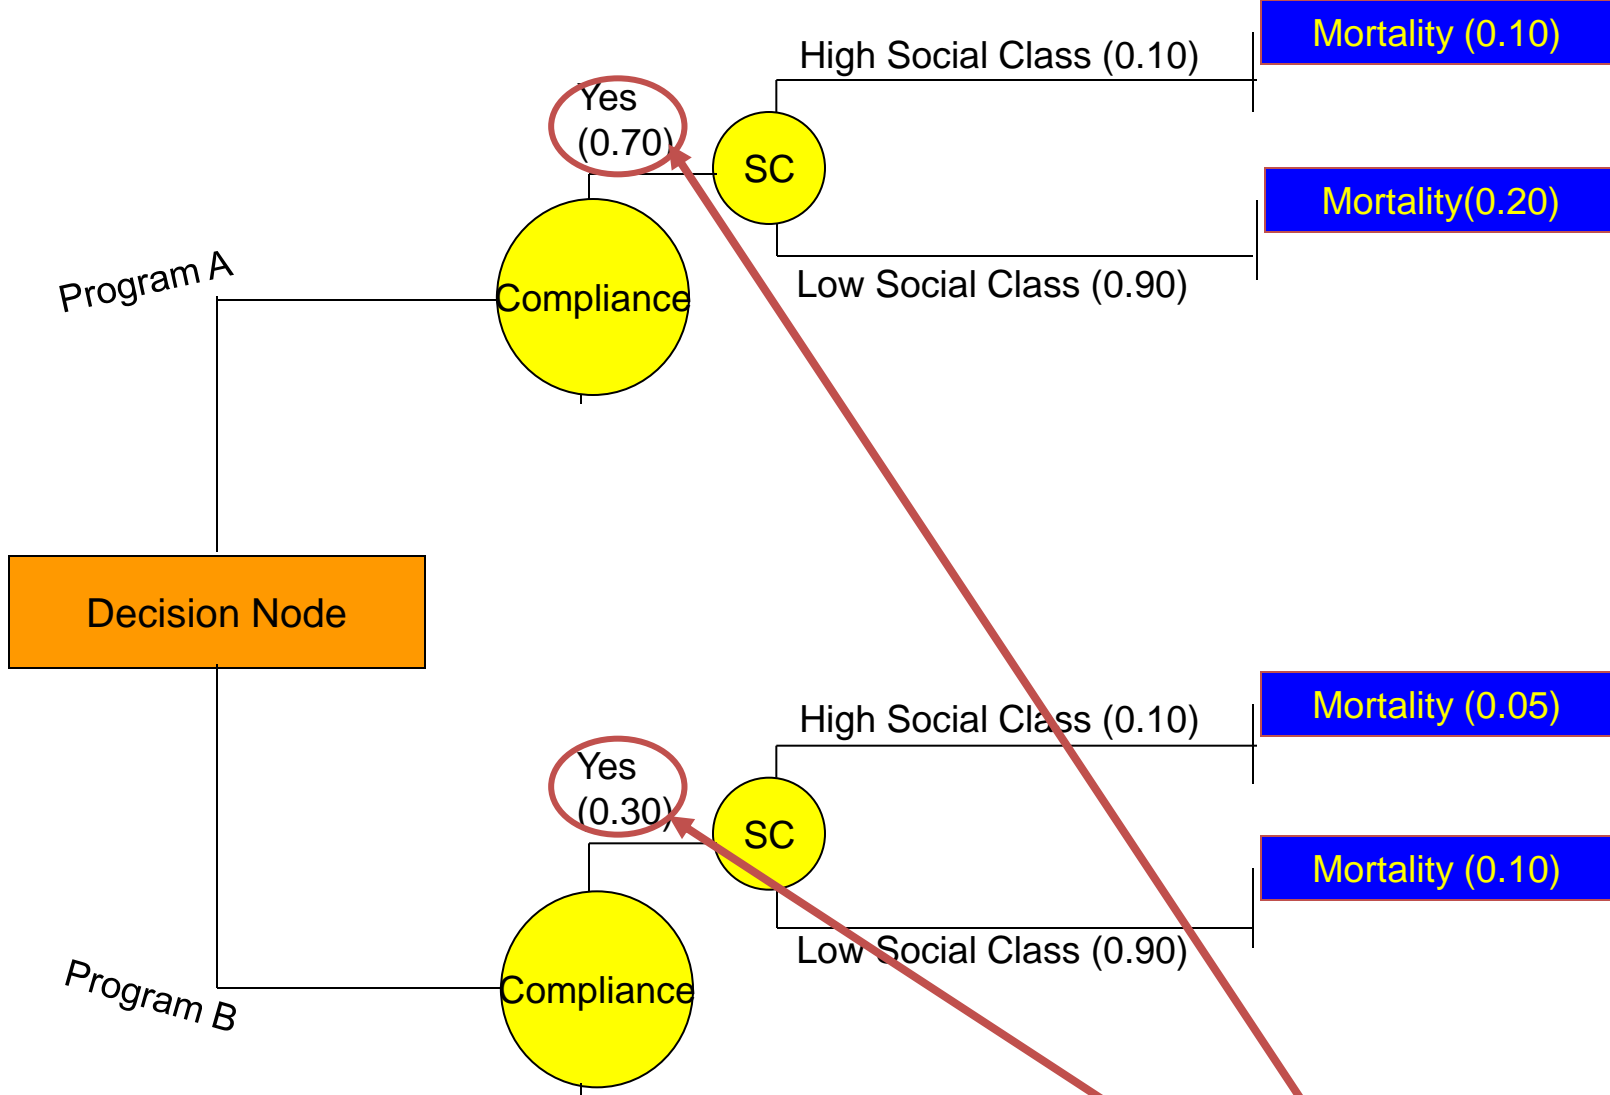 Mortality (0.10)
High Social Class (0.10)
Yes
(0.70)
SC
Mortality(0.20)
Low Social Class (0.90)
Program A
Compliance
Decision Node
Mortality (0.05)
High Social Class (0.10)
Yes
(0.30)
SC
Mortality (0.10)
Low Social Class (0.90)
Program B
Compliance